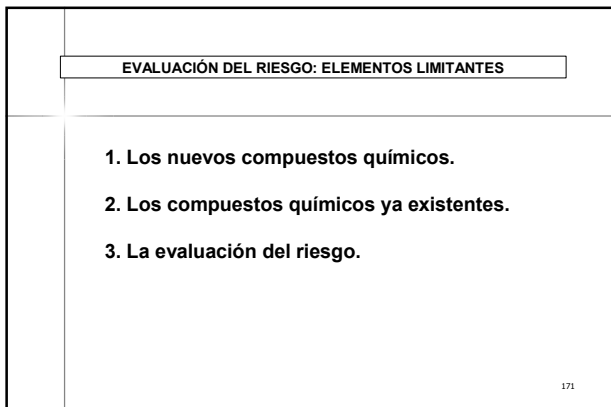 EVALUACIÓN DEL RIESGO: ELEMENTOS LIMITANTES
1. Los nuevos compuestos químicos.
2. Los compuestos químicos ya existentes.
3. La evaluación del riesgo.
171